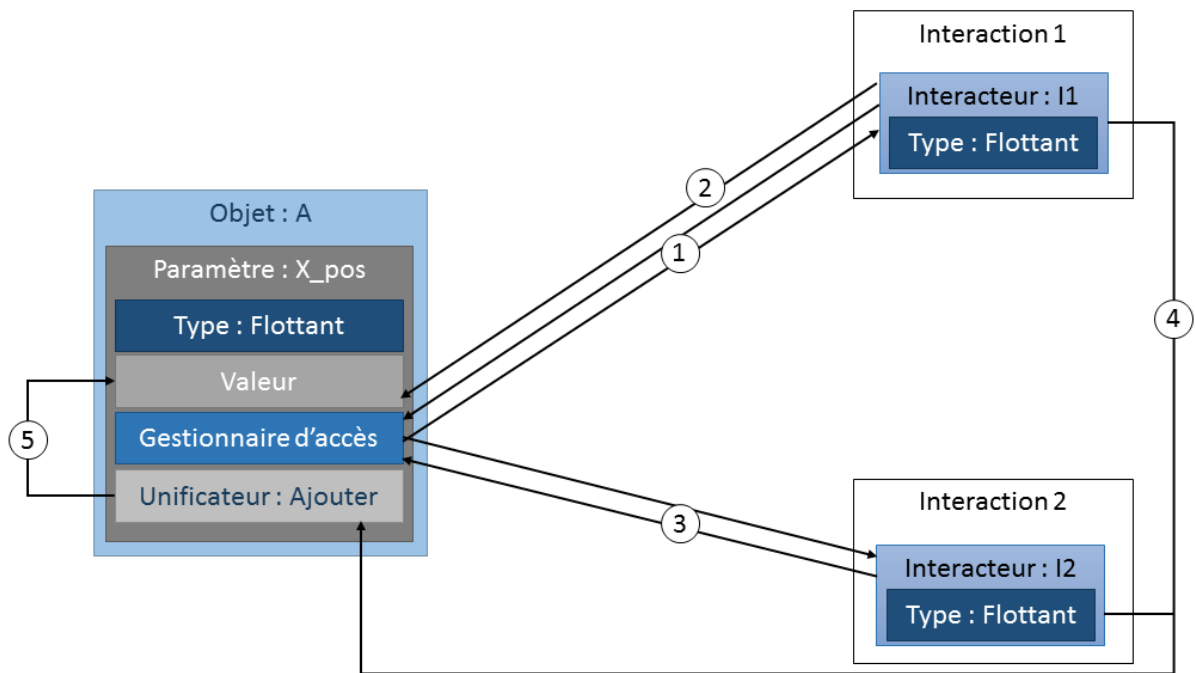 Interaction 1
Interacteur : I1
Type : Flottant
2
Objet : A
1
Paramètre : X_pos
Type : Flottant
4
Valeur
5
Gestionnaire d'accès
Unificateur : Ajouter
3
Interaction 2
Interacteur : I2
Type : Flottant